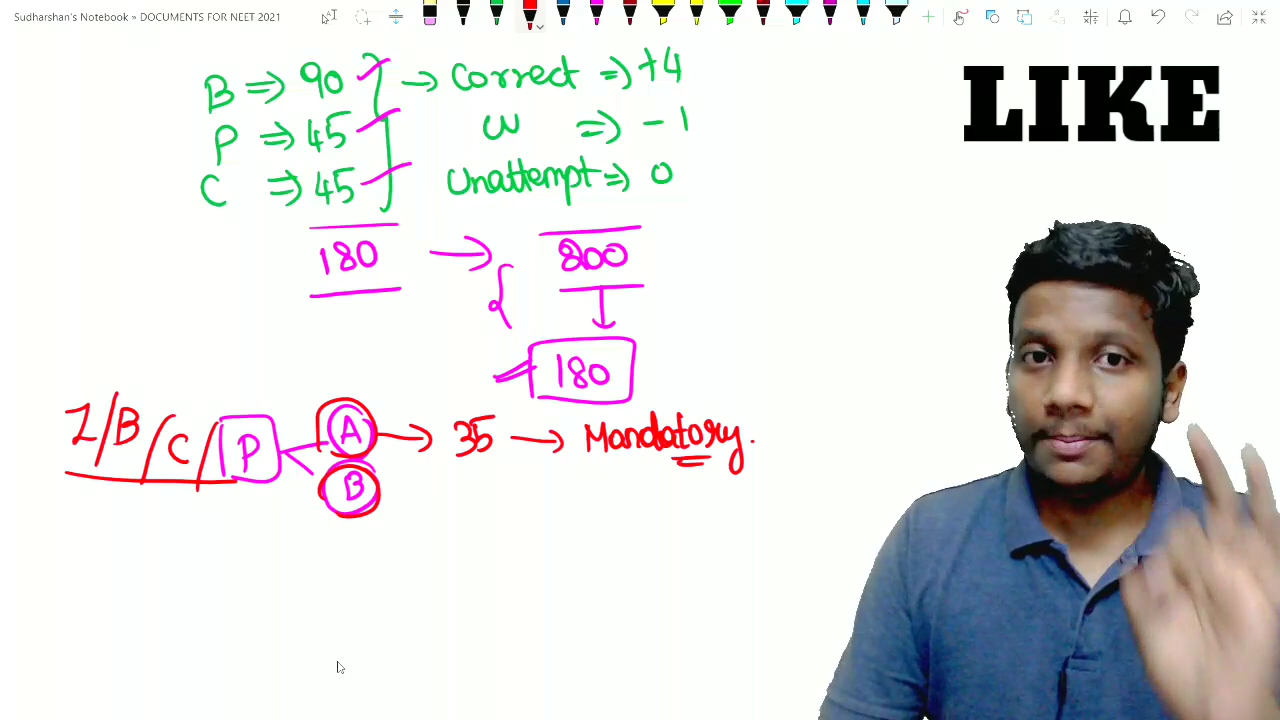 Sudharshan's Notebook » DOCUMENTS FOR NEET 2021
LIKE
B ⇒ 90 → Correct ⇒ +4
P ⇒ 45 W ⇒ -1
C ⇒ 45 Unattempt ⇒ 0
180 → 800
180
Z/B/C/P A → 35 → Mandatory.
B